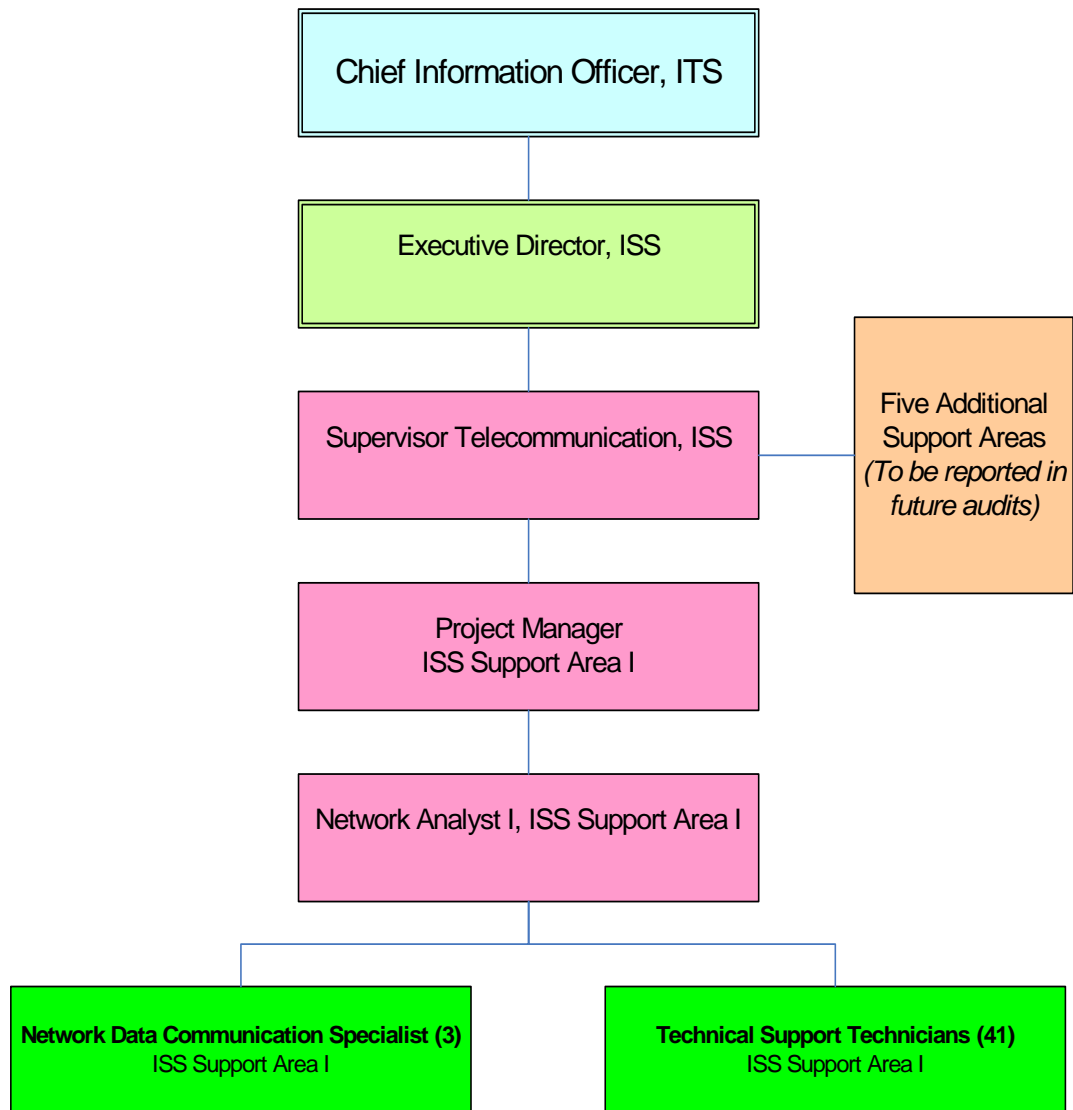 Chief Information Officer, ITS
Executive Director, ISS
Supervisor Telecommunication, ISS
Five Additional
Support Areas
(To be reported in
future audits)
Project Manager
ISS Support Area I
Network Analyst I, ISS Support Area I
Network Data Communication Specialist (3)
ISS Support Area I
Technical Support Technicians (41)
ISS Support Area I